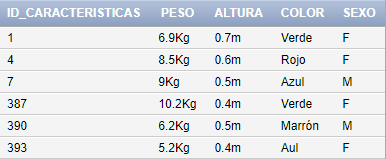 ID_CARACTERISTICAS PESO ALTURA COLOR SEXO
1 6.9Kg 0.7m Verde F
4 8.5Kg 0.6m Rojo F
7 9Kg 0.5m Azul M
387 10.2Kg 0.4m Verde F
390 6.2Kg 0.5m Marrón M
393 5.2Kg 0.4m Aul F